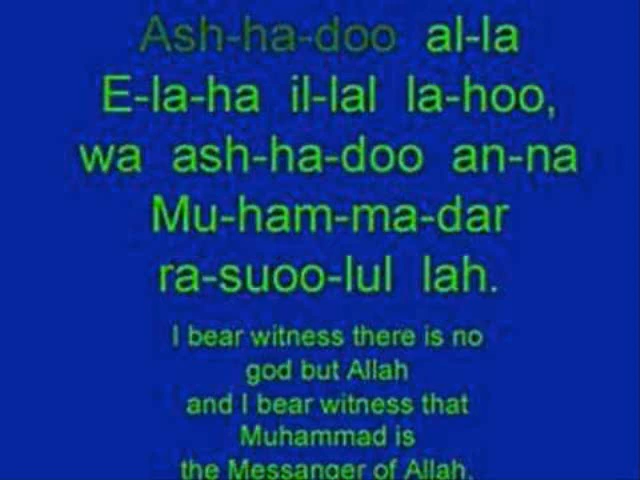 Ash-ha-doo al-la
E-la-ha il-lal la-hoo,
wa ash-ha-doo an-na
Mu-ham-ma-dar
ra-suoo-lul lah.
I bear witness there is no
god but Allah
and I bear witness that
Muhammad is
the Messanger of Allah.